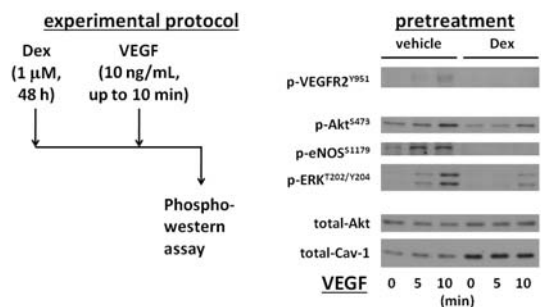 experimental protocol
Dex
(1 μM,
48 h)
VEGF
(10 ng/mL,
up to 10 min)
Phospho-
western
assay
pretreatment
vehicle Dex
p-VEGFR2Y951
p-AktS473
p-eNOSS1179
p-ERKT202/Y204
total-Akt
total-Cav-1
VEGF 0 5 10 0 5 10
(min)